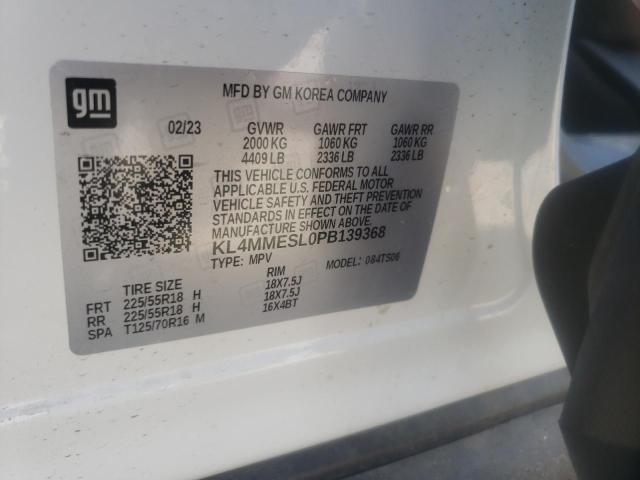 gm
MFD BY GM KOREA COMPANY
02/23 GVWR GAWR FRT GAWR RR
2000 KG 1060 KG 1060 KG
4409 LB 2336 LB 2336 LB
THIS VEHICLE CONFORMS TO ALL
APPLICABLE U.S. FEDERAL MOTOR
VEHICLE SAFETY AND THEFT PREVENTION
STANDARDS IN EFFECT ON THE DATE OF
MANUFACTURE SHOWN ABOVE.
KL4MMESL0PB139368
TYPE: MPV MODEL: 084TS06
TIRE SIZE RIM
FRT 225/55R18 H 18X7.5J
RR 225/55R18 H 18X7.5J
SPA T125/70R16 M 16X4BT